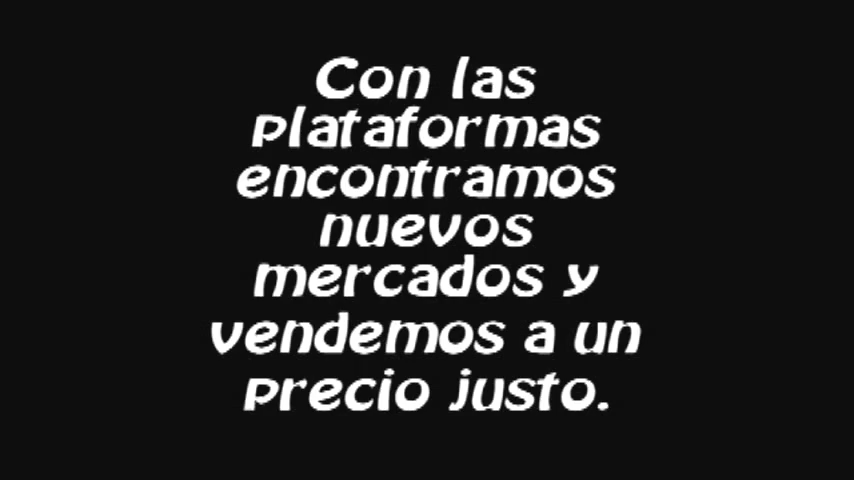 Con las
plataformas
encontramos
nuevos
mercados y
vendemos a un
precio justo.